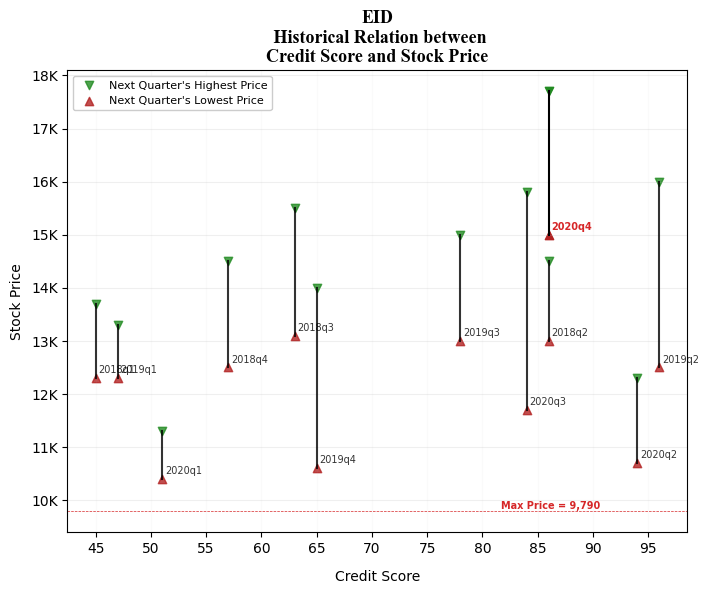 EID
Historical Relation between
Credit Score and Stock Price
Next Quarter's Highest Price
Next Quarter's Lowest Price
18K
17K
16K
15K
14K
13K
12K
11K
10K
Stock Price
2020q4
2018q3
2019q3
2018q2
2018q1
2019q1
2018q4
2019q2
2020q3
2020q1
2019q4
2020q2
Max Price = 9,790
45 50 55 60 65 70 75 80 85 90 95
Credit Score